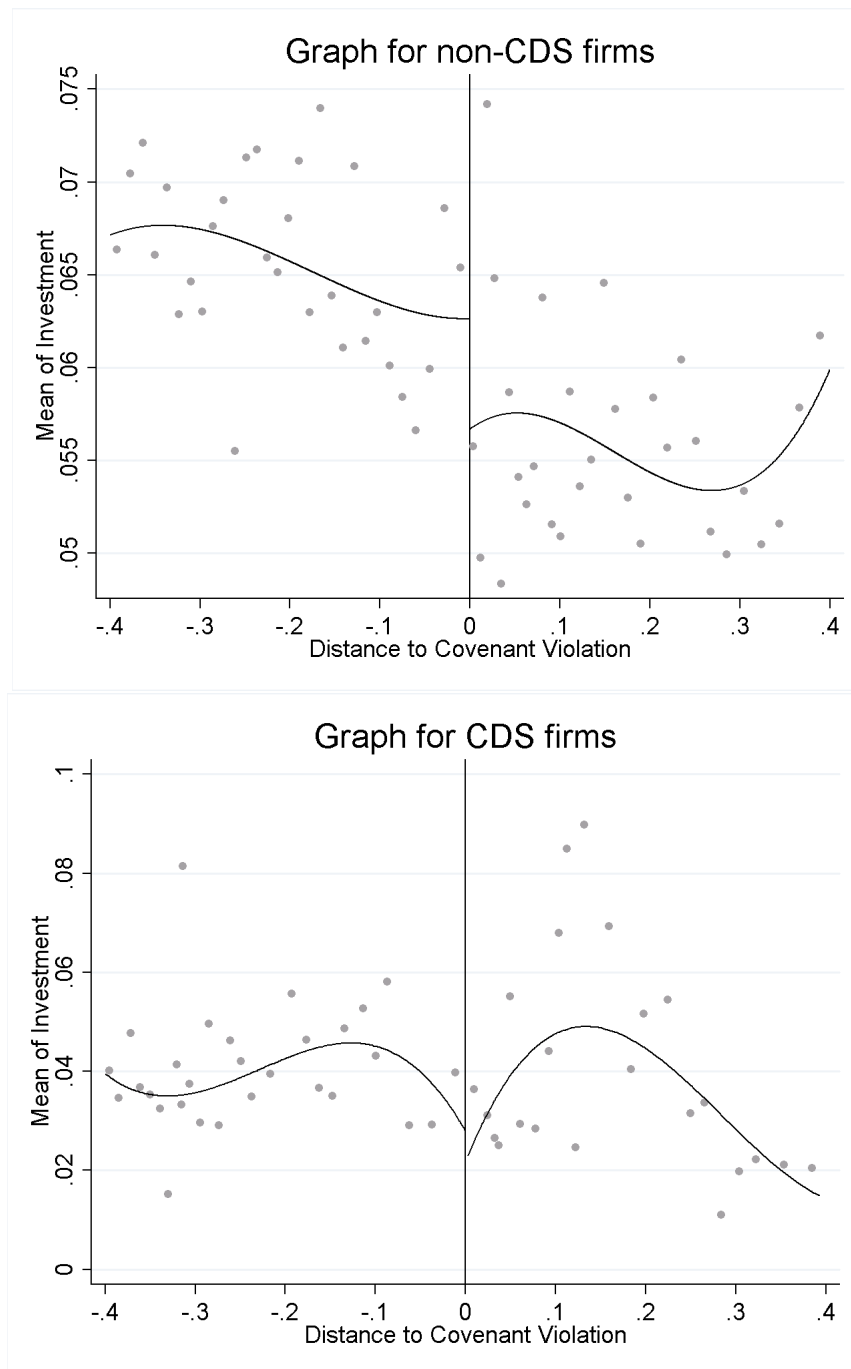 Graph for non-CDS firms
.075
.07
.065
.06
.055
.05
Mean of Investment
-.4 -.3 -.2 -.1 0 .1 .2 .3 .4
Distance to Covenant Violation
Graph for CDS firms
.1
.08
.06
.04
.02
0
Mean of Investment
-.4 -.3 -.2 -.1 0 .1 .2 .3 .4
Distance to Covenant Violation